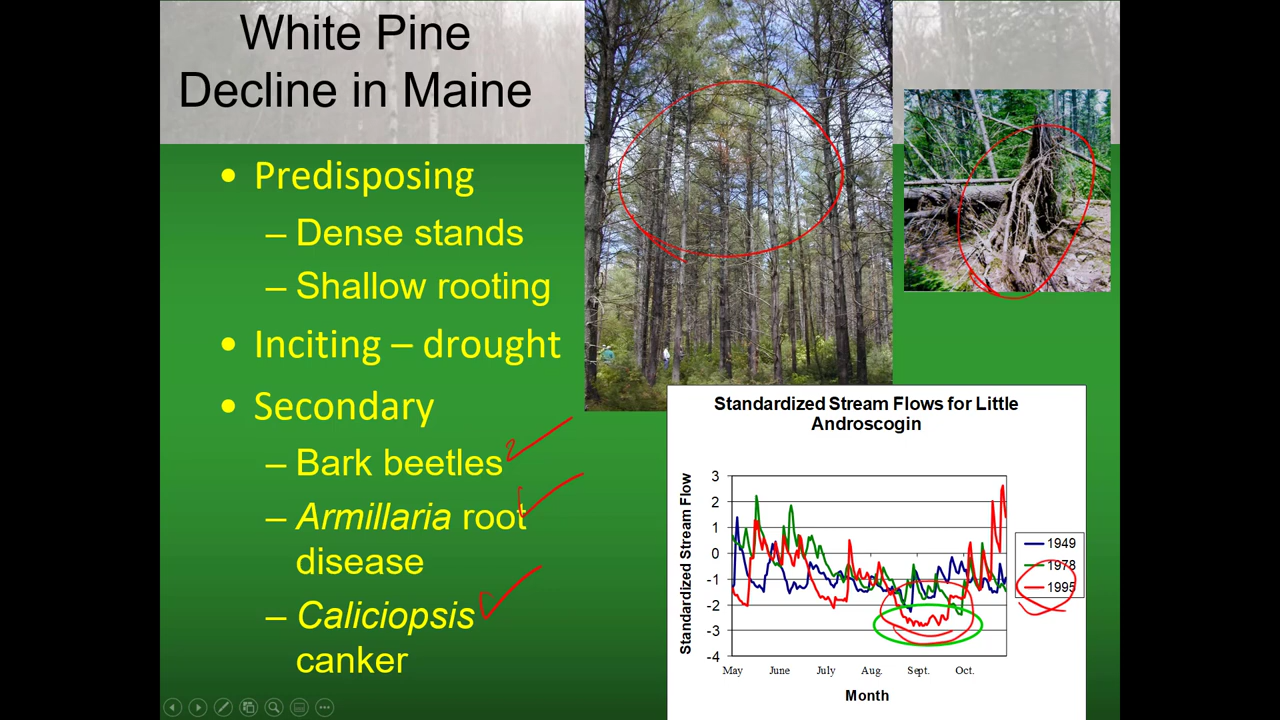 White Pine
Decline in Maine
• Predisposing
– Dense stands
– Shallow rooting
• Inciting – drought
• Secondary
– Bark beetles
– Armillaria root
disease
– Caliciopsis
canker
Standardized Stream Flows for Little
Androscogin
Standardized Stream Flow
3
2
1
0
-1
-2
-3
-4
May June July Aug. Sept. Oct.
Month
1949
1978
1995